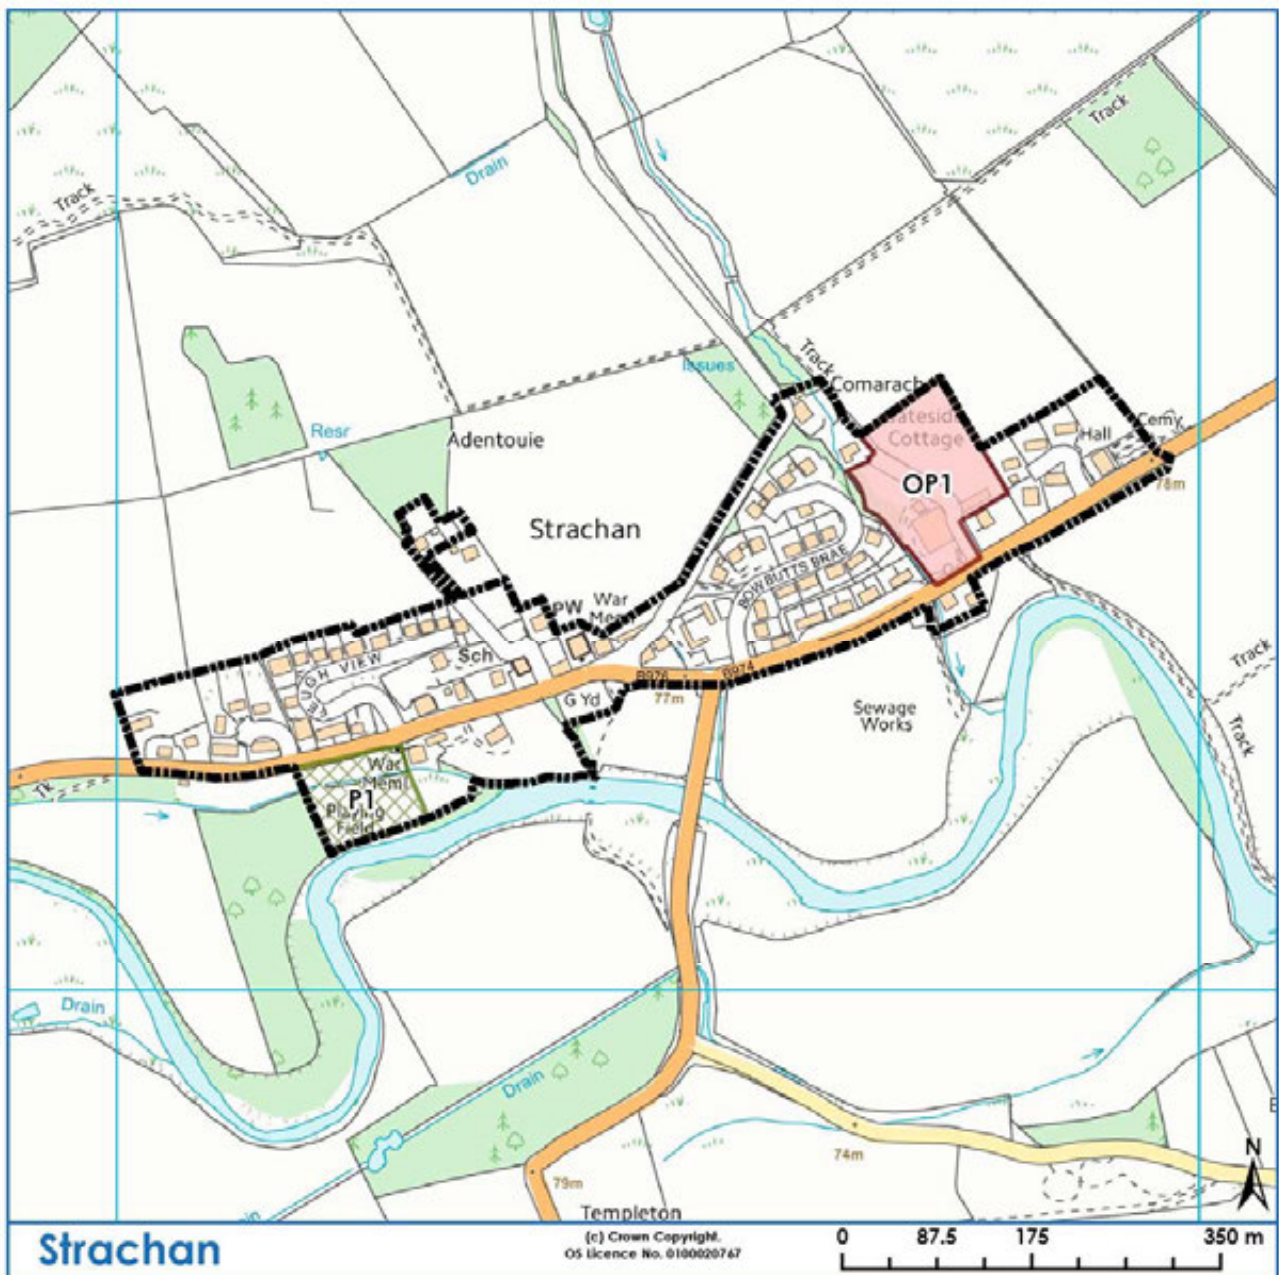 Track
Drain
Track
Track
Issues
Comarach
Cottage
Cemy
Hall
Resr
Adentouie
OP1
78m
Strachan
BOWBUTTS BRAE
PW
War
Sch
B976
B974
77m
G Yd
Sewage
Works
Track
Track
War
Meml
P1
Playing
Field
Tk
Drain
Drain
74m
79m
Templeton
N
Strachan
(c) Crown Copyright.
OS Licence No. 0100020767
0 87.5 175 350 m